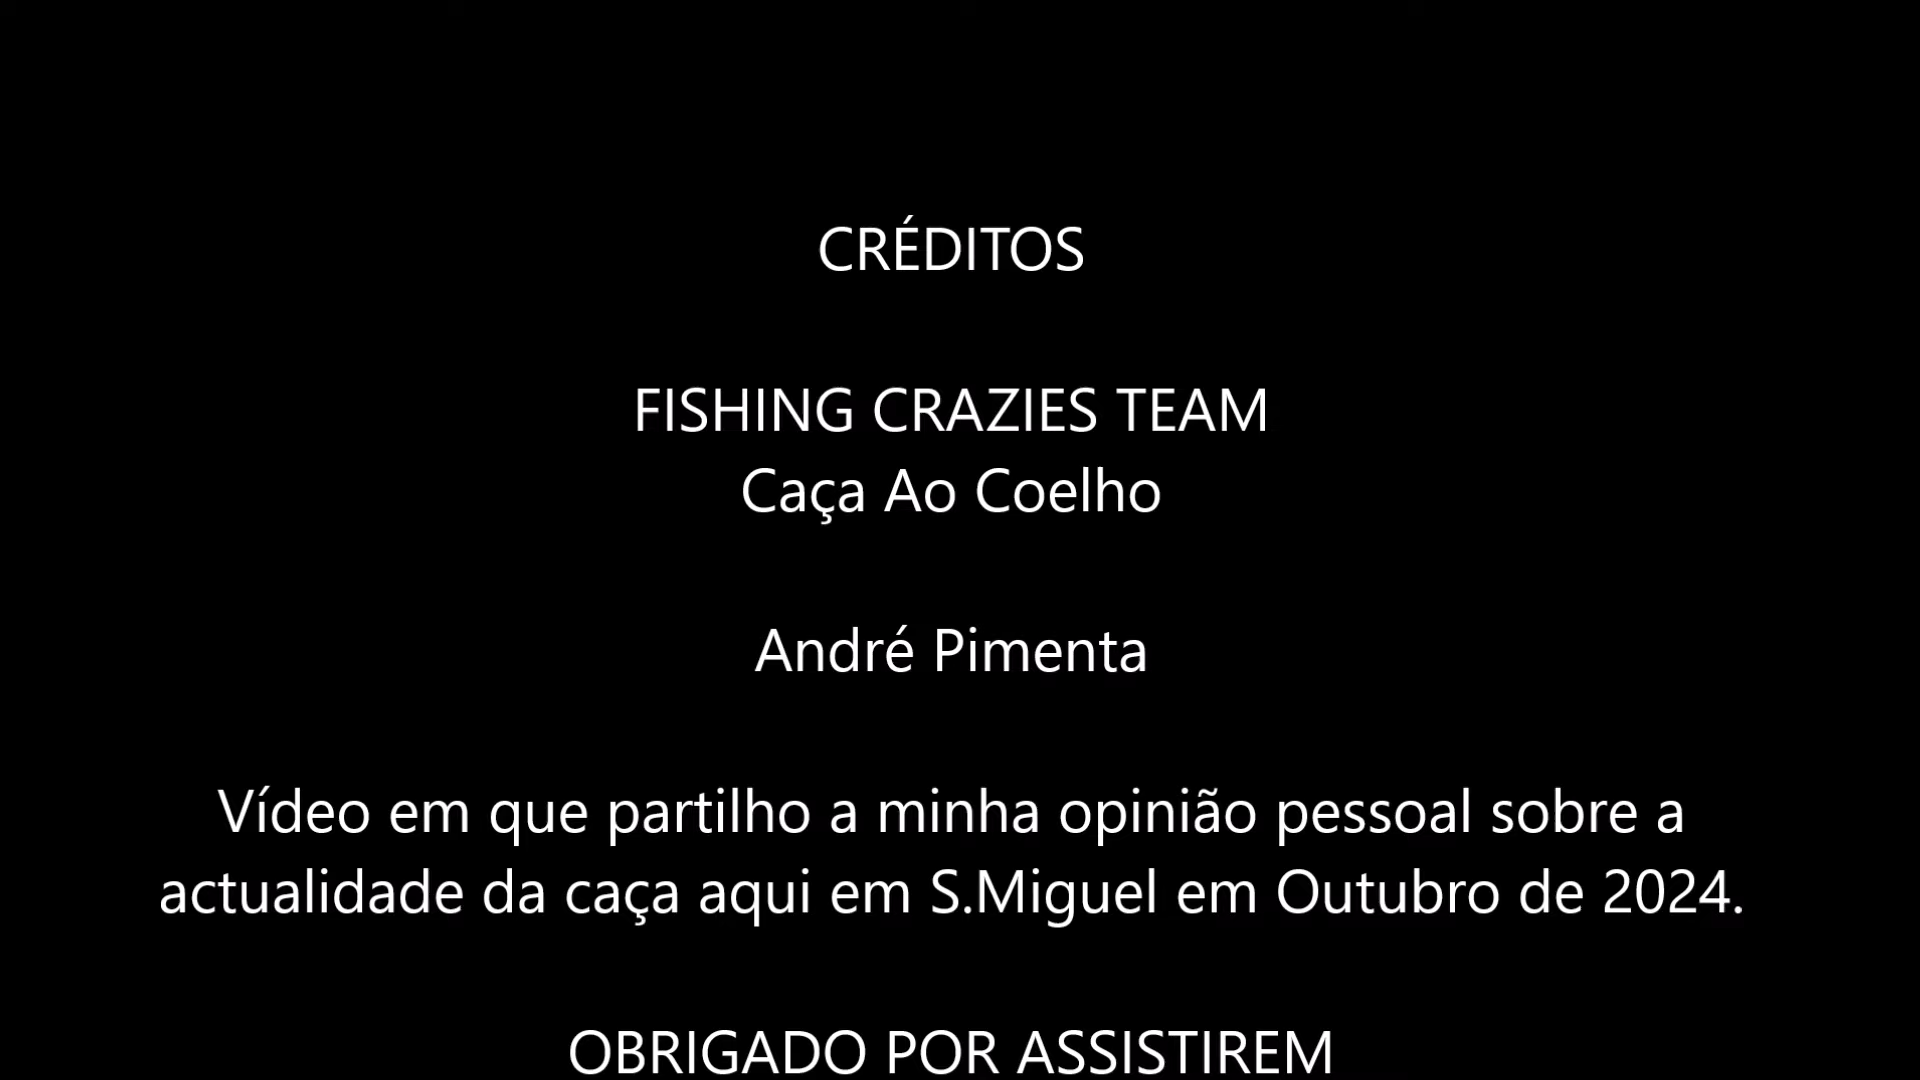 CRÉDITOS
FISHING CRAZIES TEAM
Caça Ao Coelho
André Pimenta
Vídeo em que partilho a minha opinião pessoal sobre a
actualidade da caça aqui em S.Miguel em Outubro de 2024.
OBRIGADO POR ASSISTIREM